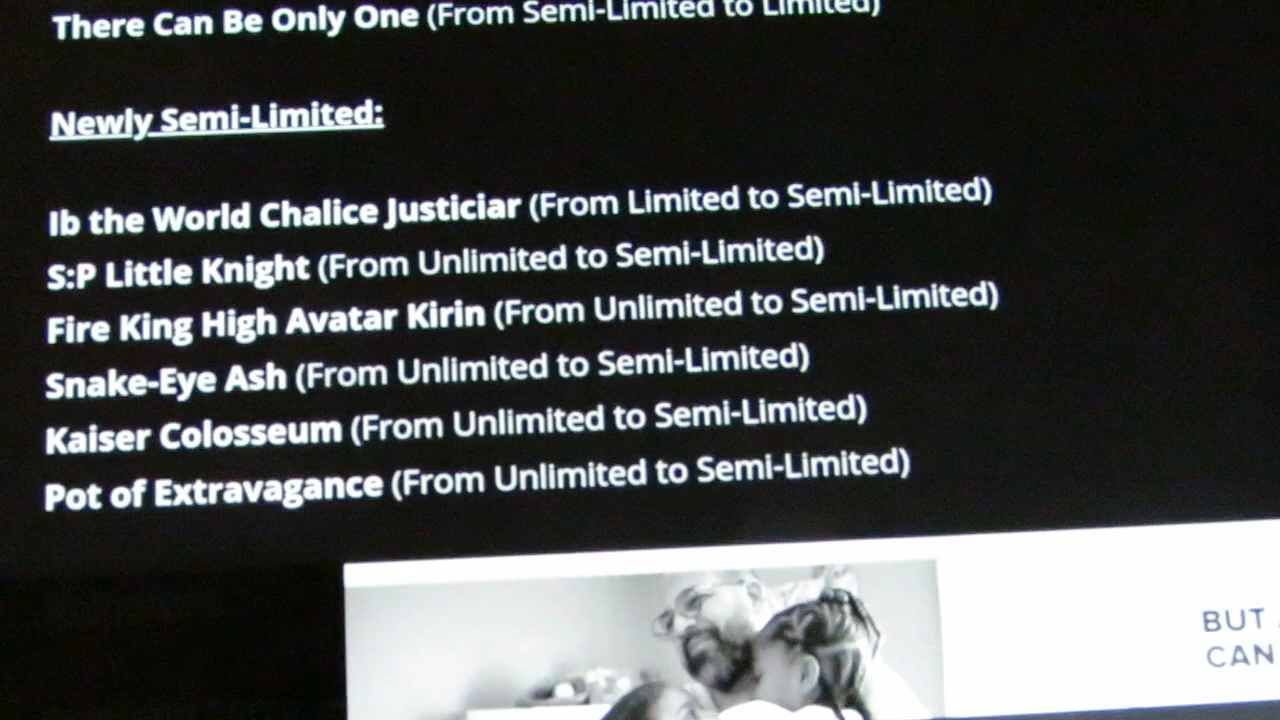 There Can Be Only One (From Semi-Limited to Limited)
Newly Semi-Limited:
Ib the World Chalice Justiciar (From Limited to Semi-Limited)
S:P Little Knight (From Unlimited to Semi-Limited)
Fire King High Avatar Kirin (From Unlimited to Semi-Limited)
Snake-Eye Ash (From Unlimited to Semi-Limited)
Kaiser Colosseum (From Unlimited to Semi-Limited)
Pot of Extravagance (From Unlimited to Semi-Limited)
BUT
CAN